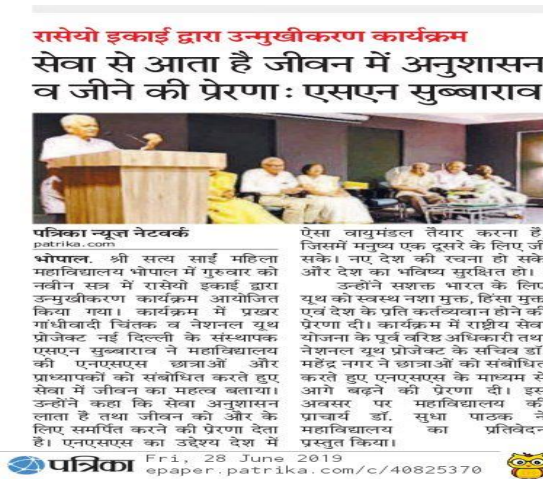 रासेयो इकाई द्वारा उन्मुखीकरण कार्यक्रम
सेवा से आता है जीवन में अनुशासन
व जीने की प्रेरणा : एसएन सुब्बाराव
पत्रिका न्यूज नेटवर्क
patrika.com
भोपाल. श्री सत्य साईं महिला
महाविद्यालय भोपाल में गुरुवार को
नवीन सत्र में रासेयो इकाई द्वारा
उन्मुखीकरण कार्यक्रम आयोजित
किया गया। कार्यक्रम में प्रखर
गांधीवादी चिंतक व नेशनल यूथ
प्रोजेक्ट नई दिल्ली के संस्थापक
एसएन सुब्बाराव ने महाविद्यालय
की एनएसएस छात्राओं और
प्राध्यापकों को संबोधित करते हुए
सेवा में जीवन का महत्व बताया।
उन्होंने कहा कि सेवा अनुशासन
लाता है तथा जीवन को और के
लिए समर्पित करने की प्रेरणा देता
है। एनएसएस का उद्देश्य देश में
ऐसा वायुमंडल तैयार करना है
जिसमें मनुष्य एक दूसरे के लिए जी
सके। नए देश की रचना हो सके
और देश का भविष्य सुरक्षित हो।
उन्होंने सशक्त भारत के लिए
यूथ को स्वस्थ नशा मुक्त, हिंसा मुक्त
एवं देश के प्रति कर्तव्यवान होने की
प्रेरणा दी। कार्यक्रम में राष्ट्रीय सेवा
योजना के पूर्व वरिष्ठ अधिकारी तथा
नेशनल यूथ प्रोजेक्ट के सचिव डॉ
महेंद्र नगर ने छात्राओं को संबोधित
करते हुए एनएसएस के माध्यम से
आगे बढ़ने की प्रेरणा दी। इस
अवसर पर महाविद्यालय की
प्राचार्य डॉ. सुधा पाठक ने
महाविद्यालय का प्रतिवेदन
प्रस्तुत किया।
पत्रिका
Fri, 28 June 2019
epaper.patrika.com/c/40825370